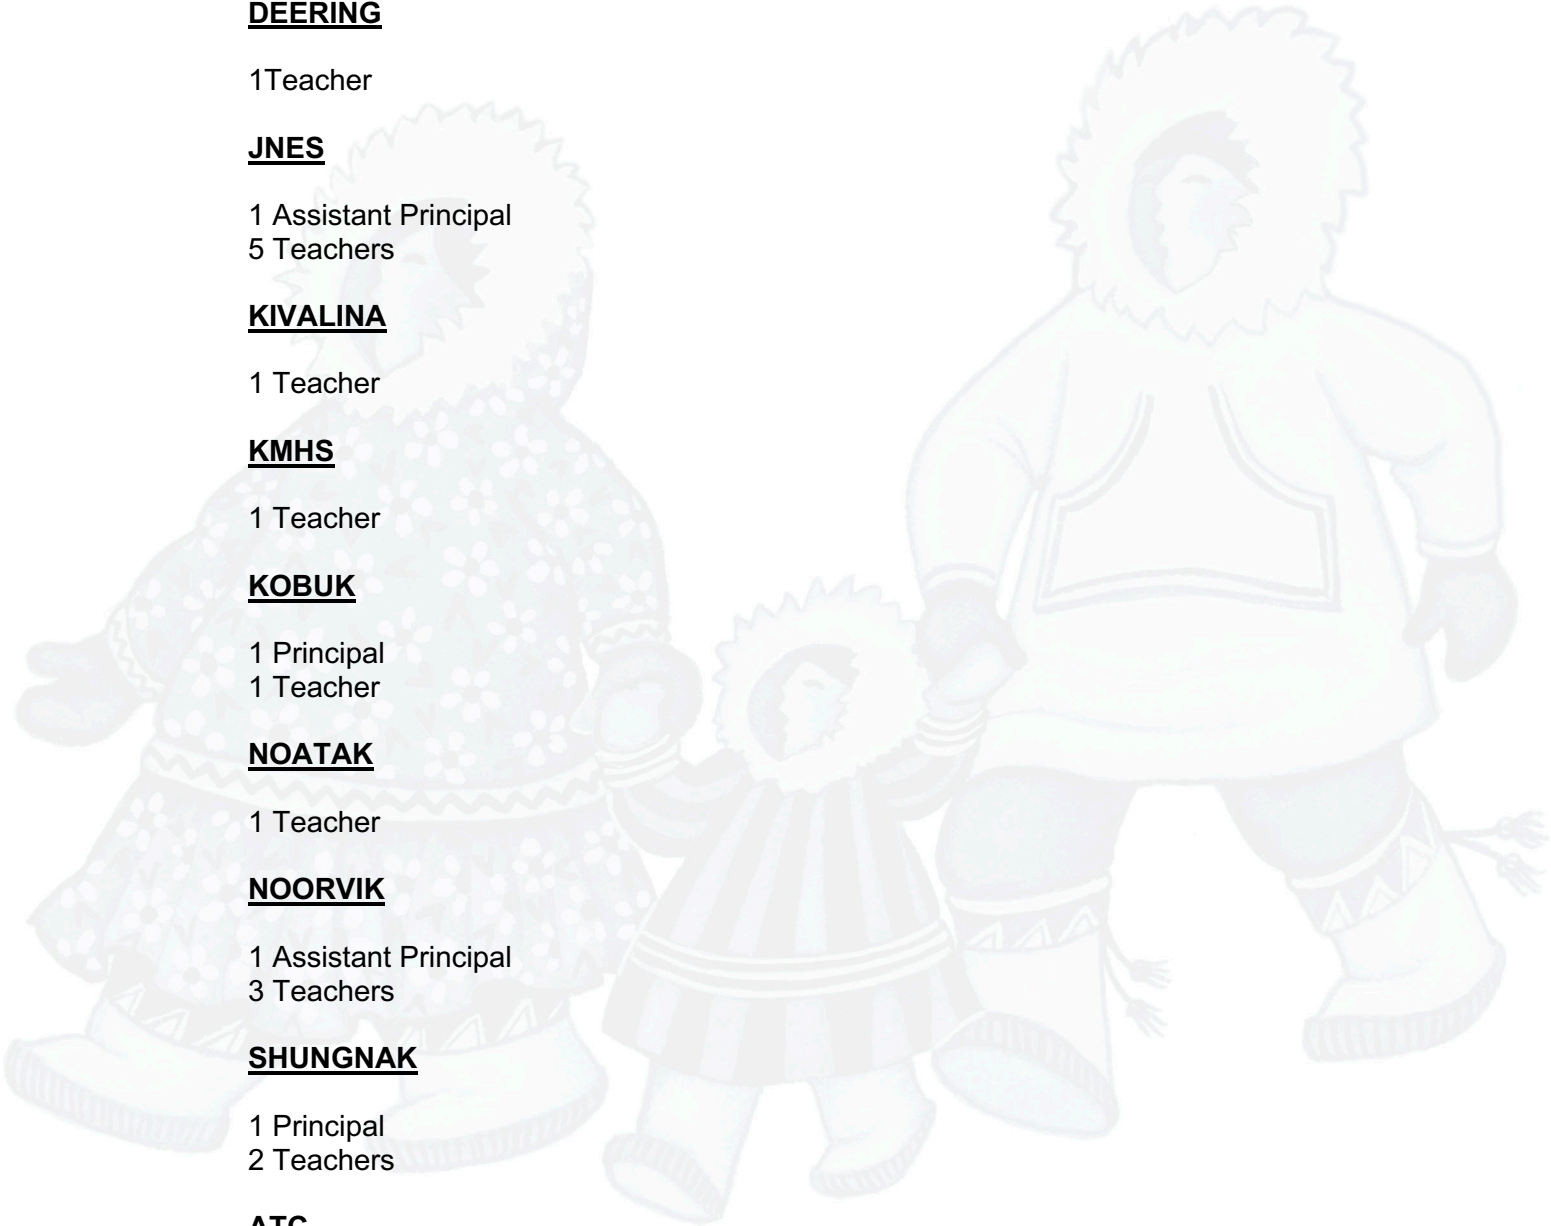 DEERING
1Teacher
JNES
1 Assistant Principal
5 Teachers
KIVALINA
1 Teacher
KMHS
1 Teacher
KOBUK
1 Principal
1 Teacher
NOATAK
1 Teacher
NOORVIK
1 Assistant Principal
3 Teachers
SHUNGNAK
1 Principal
2 Teachers
ATC